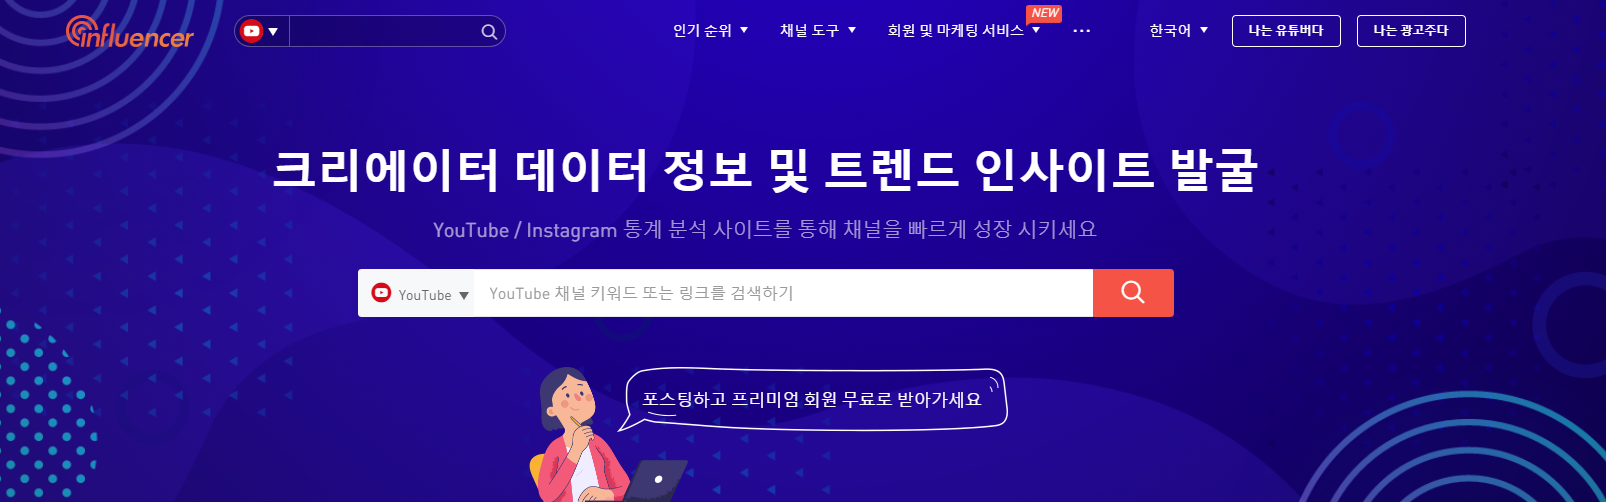 influencer
인기 순위
채널 도구
회원 및 마케팅 서비스
NEW
···
한국어
나는 유튜버다
나는 광고주다
크리에이터 데이터 정보 및 트렌드 인사이트 발굴
YouTube / Instagram 통계 분석 사이트를 통해 채널을 빠르게 성장 시키세요
YouTube
YouTube 채널 키워드 또는 링크를 검색하기
포스팅하고 프리미엄 회원 무료로 받아가세요